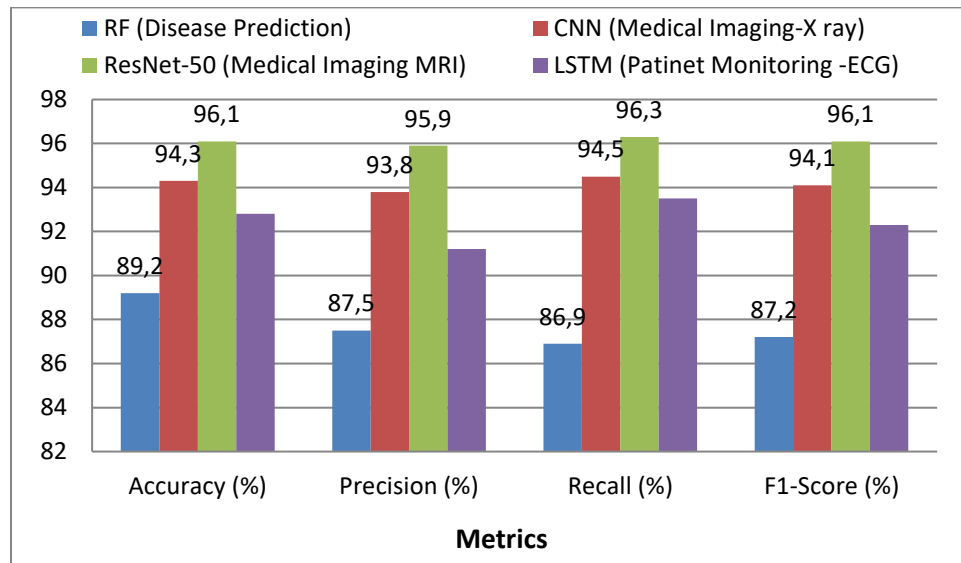 RF (Disease Prediction) CNN (Medical Imaging-X ray)
ResNet-50 (Medical Imaging MRI) LSTM (Patinet Monitoring -ECG)
98
96
94
92
90
88
86
84
82
89,2 94,3 96,1
87,5 93,8 95,9
86,9 94,5 96,3
87,2 94,1 96,1
Accuracy (%) Precision (%) Recall (%) F1-Score (%)
Metrics